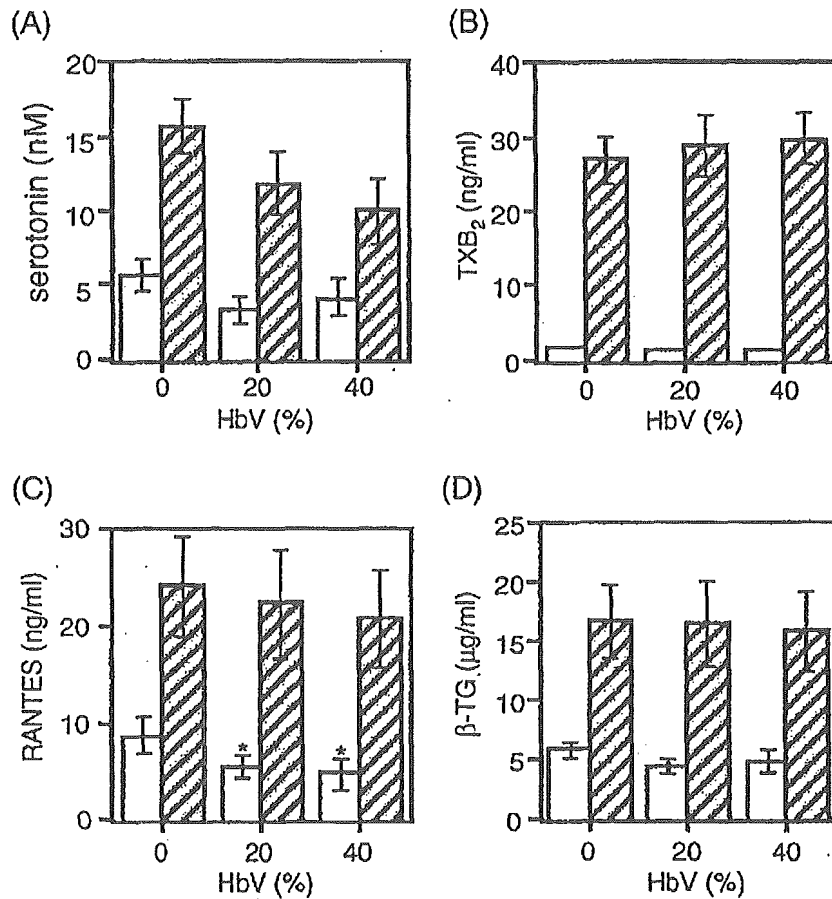 (A)
serotonin (nM)
20
15
10
5
0
0 20 40
HbV (%)
(B)
TXB2 (ng/ml)
40
30
20
10
0
0 20 40
HbV (%)
(C)
RANTES (ng/ml)
30
20
10
0
* *
0 20 40
HbV (%)
(D)
β-TG (μg/ml)
25
20
15
10
5
0
0 20 40
HbV (%)